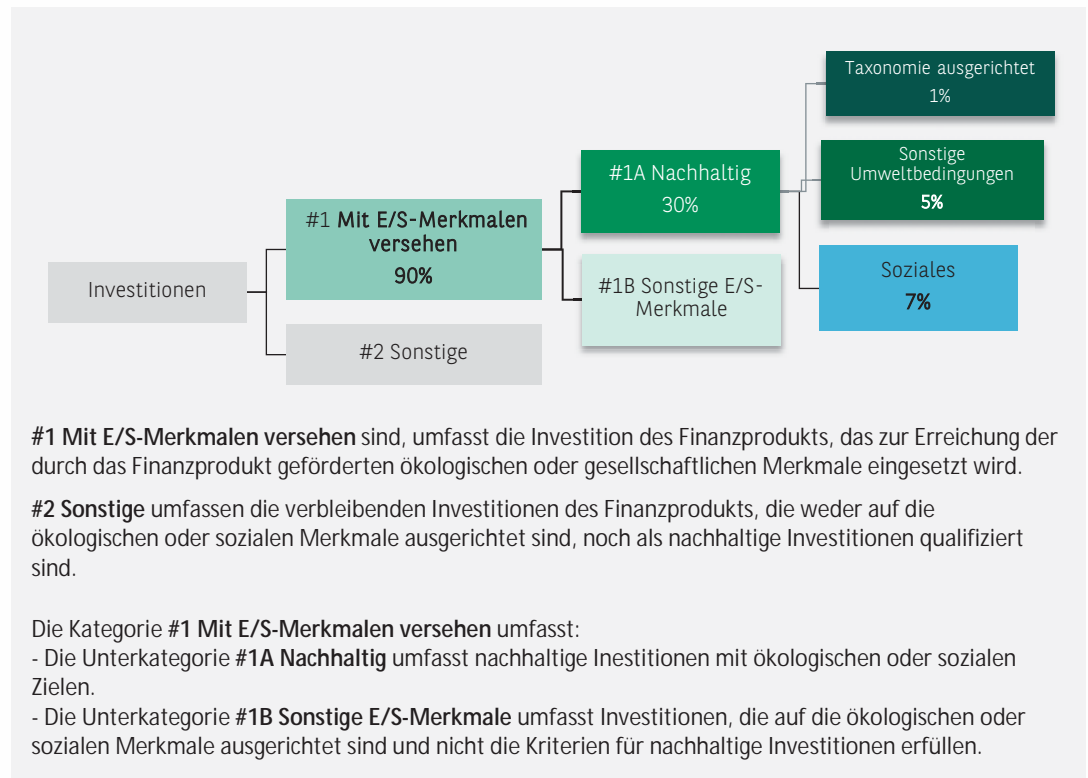 Taxonomie ausgerichtet
1%
Sonstige
Umweltbedingungen
5%
#1A Nachhaltig
30%
#1 Mit E/S-Merkmalen
versehen
90%
Soziales
7%
Investitionen
#1B Sonstige E/S-
Merkmale
#2 Sonstige
#1 Mit E/S-Merkmalen versehen sind, umfasst die Investition des Finanzprodukts, das zur Erreichung der
durch das Finanzprodukt geförderten ökologischen oder gesellschaftlichen Merkmale eingesetzt wird.
#2 Sonstige umfassen die verbleibenden Investitionen des Finanzprodukts, die weder auf die
ökologischen oder sozialen Merkmale ausgerichtet sind, noch als nachhaltige Investitionen qualifiziert
sind.
Die Kategorie #1 Mit E/S-Merkmalen versehen umfasst:
- Die Unterkategorie #1A Nachhaltig umfasst nachhaltige Inestitionen mit ökologischen oder sozialen
Zielen.
- Die Unterkategorie #1B Sonstige E/S-Merkmale umfasst Investitionen, die auf die ökologischen oder
sozialen Merkmale ausgerichtet sind und nicht die Kriterien für nachhaltige Investitionen erfüllen.